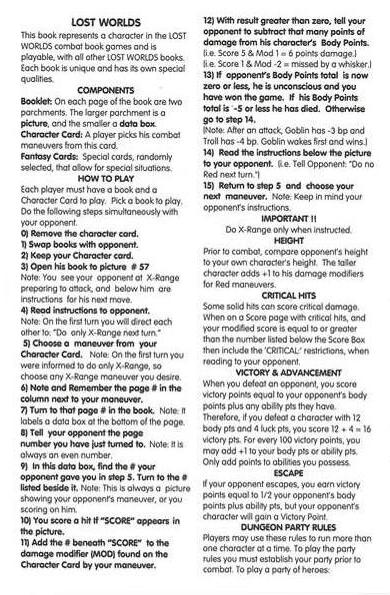 LOST WORLDS
This book represents a character in the LOST
WORLDS combat book games and is
playable, with all other LOST WORLDS books.
Each book is unique and has its own special
qualities.
COMPONENTS
Booklet: On each page of the book are two
parchments. The larger parchment is a
picture, and the smaller a data box.
Character Card: A player picks his combat
maneuvers from this card.
Fantasy Cards: Special cards, randomly
selected, that allow for special situations.
HOW TO PLAY
Each player must have a book and a
Character Card to play. Pick a book to play.
Do the following steps simultaneously with
your opponent.
0) Remove the character card.
1) Swap books with opponent.
2) Keep your Character card.
3) Open his book to picture # 57
Note: You see your opponent at X-Range
preparing to attack, and below him are
instructions for his next move.
4) Read instructions to opponent.
Note: On the first turn you will direct each
other to: "Do only X-Range next turn."
5) Choose a maneuver from your
Character Card. Note: On the first turn you
were informed to do only X-Range, so
choose any X-Range maneuver you desire.
6) Note and Remember the page # in the
column next to your maneuver.
7) Turn to that page # in the book. Note: It
labels a data box at the bottom of the page.
8) Tell your opponent the page
number you have just turned to. Note: It is
always an even number.
9) In this data box, find the # your
opponent gave you in step 5. Turn to the #
listed beside it. Note: This is always a picture
showing your opponent's maneuver, or you
scoring on him.
10) You score a hit if "SCORE" appears in
the picture.
11) Add the # beneath "SCORE" to the
damage modifier (MOD) found on the
Character Card by your maneuver.
12) With result greater than zero, tell your
opponent to subtract that many points of
damage from his character's Body Points.
(i.e. Score 5 & Mod 1 = 6 points damage.)
(i.e. Score 1 & Mod -2 = missed by a whisker.)
13) If opponent's Body Points total is now
zero or less, he is unconscious and you
have won the game. If his Body Points
total is -5 or less he has died. Otherwise
go to step 14.
(Note: After an attack, Goblin has -3 bp and
Troll has -4 bp. Goblin wakes first and wins.)
14) Read the instructions below the picture
to your opponent. (i.e. Tell Opponent: "Do no
Red next turn.")
15) Return to step 5 and choose your
next maneuver. Note: Keep in mind your
opponent's instructions.
IMPORTANT !!
Do X-Range only when instructed.
HEIGHT
Prior to combat, compare opponent's height
to your own character's height. The taller
character adds +1 to his damage modifiers
for Red maneuvers.
CRITICAL HITS
Some solid hits can score critical damage.
When on a Score page with critical hits, and
your modified score is equal to or greater
than the number listed below the Score Box
then include the 'CRITICAL:' restrictions, when
reading to your opponent.
VICTORY & ADVANCEMENT
When you defeat an opponent, you score
victory points equal to your opponent's body
points plus any ability pts they have.
Therefore, if you defeat a character with 12
body pts and 4 luck pts, you score 12 + 4 = 16
victory pts. For every 100 victory points, you
may add +1 to your body pts or ability pts.
Only add points to abilities you possess.
ESCAPE
If your opponent escapes, you earn victory
points equal to 1/2 your opponent's body
points plus ability pts, but your opponent's
character will gain a Victory Point.
DUNGEON PARTY RULES
Players may use these rules to run more than
one character at a time. To play the party
rules you must establish your party prior to
combat. To play a party of heroes: